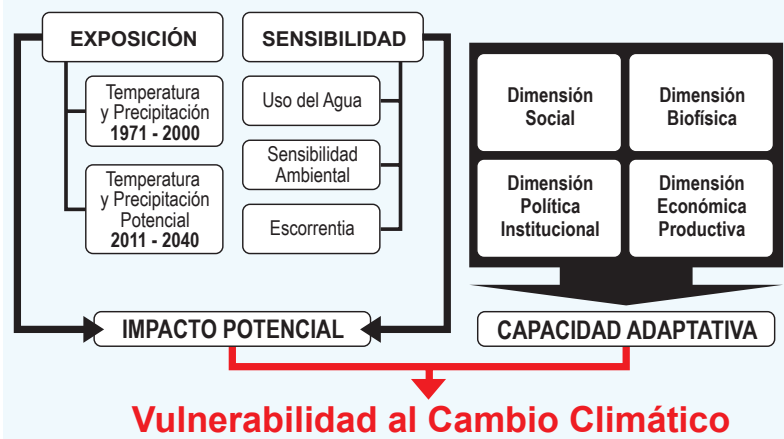 EXPOSICIÓN
Temperatura
y Precipitación
1971 - 2000
Temperatura
y Precipitación
Potencial
2011 - 2040
SENSIBILIDAD
Uso del Agua
Sensibilidad
Ambiental
Escorrentia
Dimensión
Social
Dimensión
Biofísica
Dimensión
Política
Institucional
Dimensión
Económica
Productiva
IMPACTO POTENCIAL
CAPACIDAD ADAPTATIVA
Vulnerabilidad al Cambio Climático